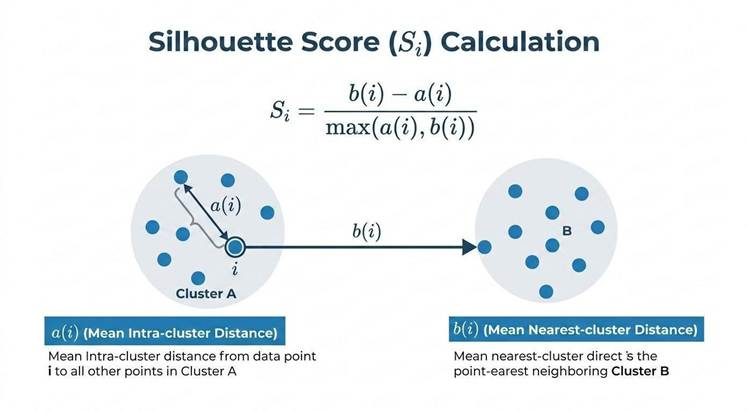 Silhouette Score (Sᵢ) Calculation
Sᵢ = b(i) − a(i) / max(a(i), b(i))
a(i)
b(i)
B
i
Cluster A
a(i) (Mean Intra-cluster Distance)
Mean Intra-cluster distance from data point
i to all other points in Cluster A
b(i) (Mean Nearest-cluster Distance)
Mean nearest-cluster direct is the
point-earest neighboring Cluster B